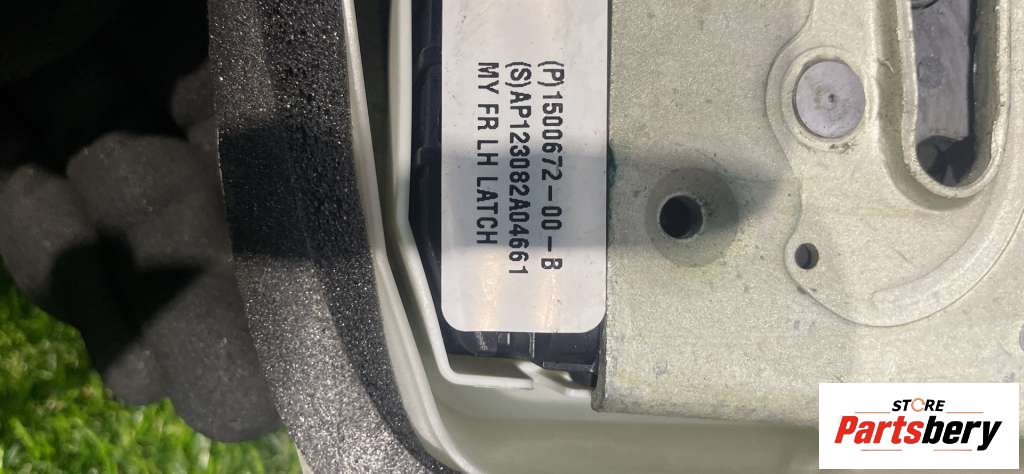 (P)1500672-00-B
(S)AP123082A04661
MY FR LH LATCH
STORE
Partsbery